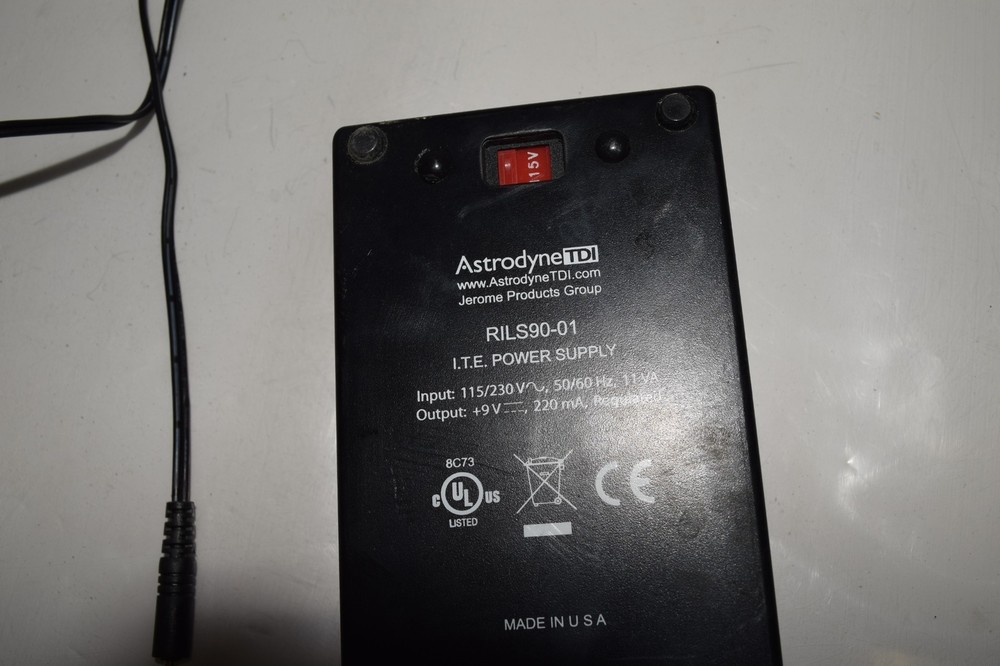 115V
AstrodyneTDI
www.AstrodyneTDI.com
Jerome Products Group
RILS90-01
I.T.E. POWER SUPPLY
Input: 115/230 V∿, 50/60 Hz, 11 VA
Output: +9 V⎓, 220 mA, Regulated
8C73
C UL US
LISTED
CE
MADE IN U S A